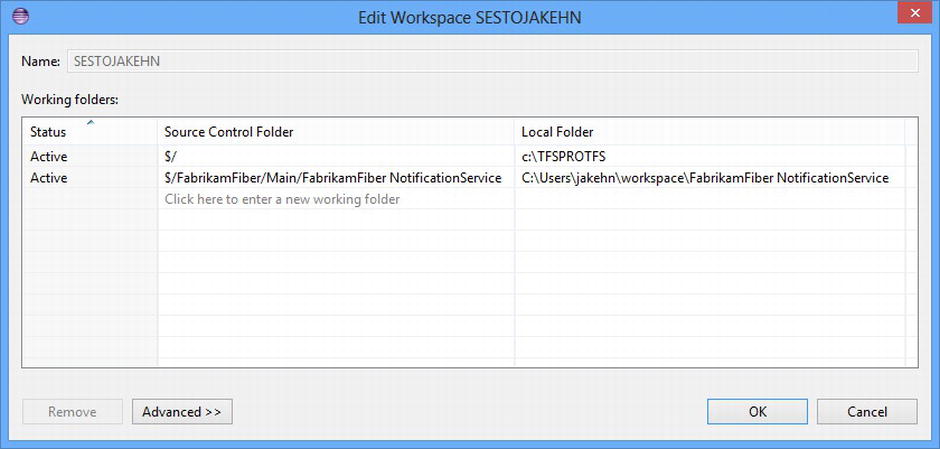 Edit Workspace SESTOJAKEHN
Name: SESTOJAKEHN
Working folders:
Status Source Control Folder Local Folder
Active $/ c:\TFSPROTFS
Active $/FabrikamFiber/Main/FabrikamFiber NotificationService C:\Users\jakehn\workspace\FabrikamFiber NotificationService
Click here to enter a new working folder
Remove Advanced >> OK Cancel